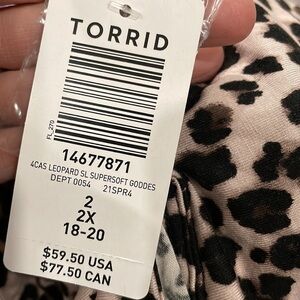 TORRID
FL_270
14677871
4CAS LEOPARD SL SUPERSOFT GODDES
DEPT 0054 21SPR4
2
2X
18-20
$59.50 USA
$77.50 CAN